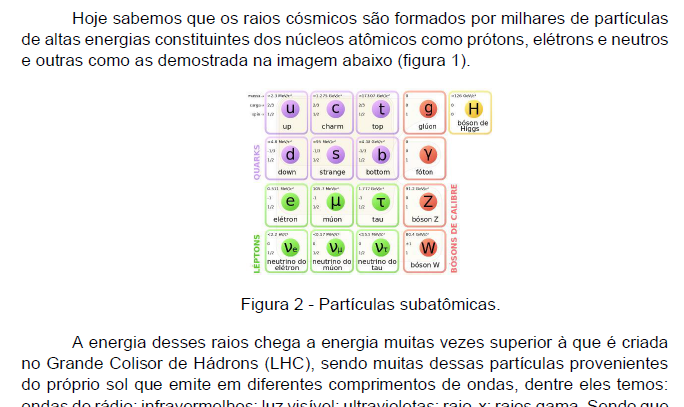 Hoje sabemos que os raios cósmicos são formados por milhares de partículas
de altas energias constituintes dos núcleos atômicos como prótons, elétrons e neutros
e outras como as demostrada na imagem abaixo (figura 1).
massa→ ≈2.3 MeV/c² ≈1.275 GeV/c² ≈173.07 GeV/c² 0 ≈126 GeV/c²
carga→ 2/3 2/3 2/3 0 0
spin→ 1/2 1/2 1/2 1 0
u c t g H
up charm top glúon bóson de Higgs
QUARKS
≈4.8 MeV/c² ≈95 MeV/c² ≈4.18 GeV/c² 0
-1/3 -1/3 -1/3 0
1/2 1/2 1/2 1
d s b γ
down strange bottom fóton
0.511 MeV/c² 105.7 MeV/c² 1.777 GeV/c² 91.2 GeV/c²
-1 -1 -1 0
1/2 1/2 1/2 1
e μ τ Z
elétron múon tau bóson Z
LÉPTONS
<2.2 eV/c² <0.17 MeV/c² <15.5 MeV/c² 80.4 GeV/c²
0 0 0 ±1
1/2 1/2 1/2 1
νe νμ ντ W
neutrino do elétron neutrino do múon neutrino do tau bóson W
BÓSONS DE CALIBRE
Figura 2 - Partículas subatômicas.
A energia desses raios chega a energia muitas vezes superior à que é criada
no Grande Colisor de Hádrons (LHC), sendo muitas dessas partículas provenientes
do próprio sol que emite em diferentes comprimentos de ondas, dentre eles temos:
ondas de rádio; infravermelhos; luz visível; ultravioletas; raio-x; raios gama. Sendo que